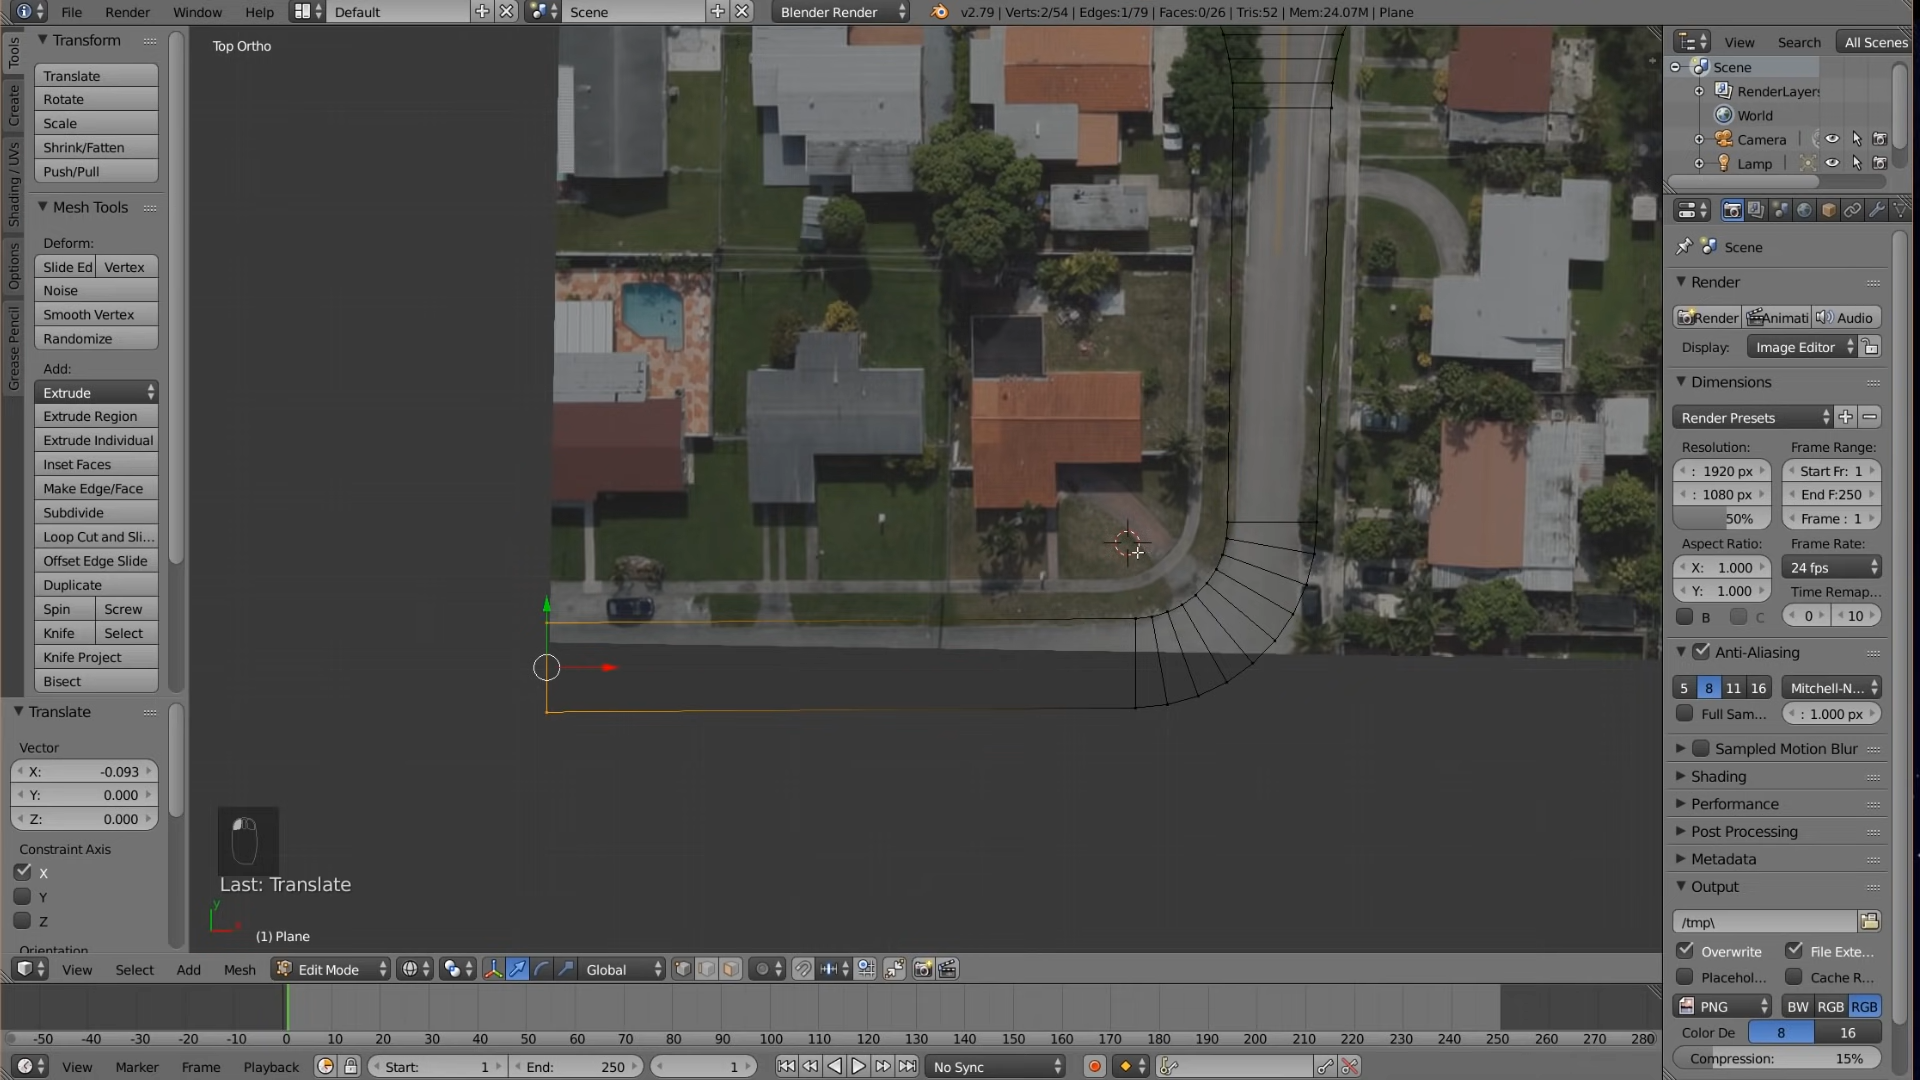 File Render Window Help Default Scene Blender Render v2.79 | Verts:2/54 | Edges:1/79 | Faces:0/26 | Tris:52 | Mem:24.07M | Plane
Tools
Create
Shading / UVs
Options
Grease Pencil
Transform
Translate
Rotate
Scale
Shrink/Fatten
Push/Pull
Mesh Tools
Deform:
Slide Ed Vertex
Noise
Smooth Vertex
Randomize
Add:
Extrude
Extrude Region
Extrude Individual
Inset Faces
Make Edge/Face
Subdivide
Loop Cut and Sli...
Offset Edge Slide
Duplicate
Spin Screw
Knife Select
Knife Project
Bisect
Translate
Vector
X: -0.093
Y: 0.000
Z: 0.000
Constraint Axis
X
Y
Z
Orientation
Top Ortho
Last: Translate
y
x
(1) Plane
View Select Add Mesh Edit Mode Global
-50 -40 -30 -20 -10 0 10 20 30 40 50 60 70 80 90 100 110 120 130 140 150 160 170 180 190 200 210 220 230 240 250 260 270 280
View Marker Frame Playback Start: 1 End: 250 1 No Sync
View Search All Scenes
Scene
RenderLayer
World
Camera
Lamp
Scene
Render
Render Animati Audio
Display: Image Editor
Dimensions
Render Presets
Resolution: Frame Range:
: 1920 px Start Fr: 1
: 1080 px End F:250
50% Frame : 1
Aspect Ratio: Frame Rate:
X: 1.000 24 fps
Y: 1.000 Time Remap...
B C 0 10
Anti-Aliasing
5 8 11 16 Mitchell-N...
Full Sam... : 1.000 px
Sampled Motion Blur
Shading
Performance
Post Processing
Metadata
Output
/tmp\
Overwrite File Exte...
Placehol... Cache R...
PNG BW RGB RGB
Color De 8 16
Compression: 15%